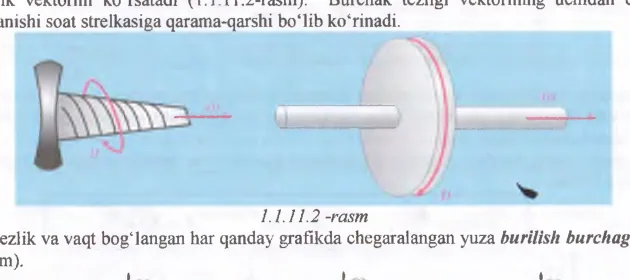 vektorini ko‘rsatadi (1.1.11.2-rasm). Burchak tezligi vektorining uchidan
anishi soat strelkasiga qarama-qarshi bo‘lib ko‘rinadi.
1.1.11.2 -rasm
ezlik va vaqt bog‘langan har qanday grafikda chegaralangan yuza burilish burchag
m).